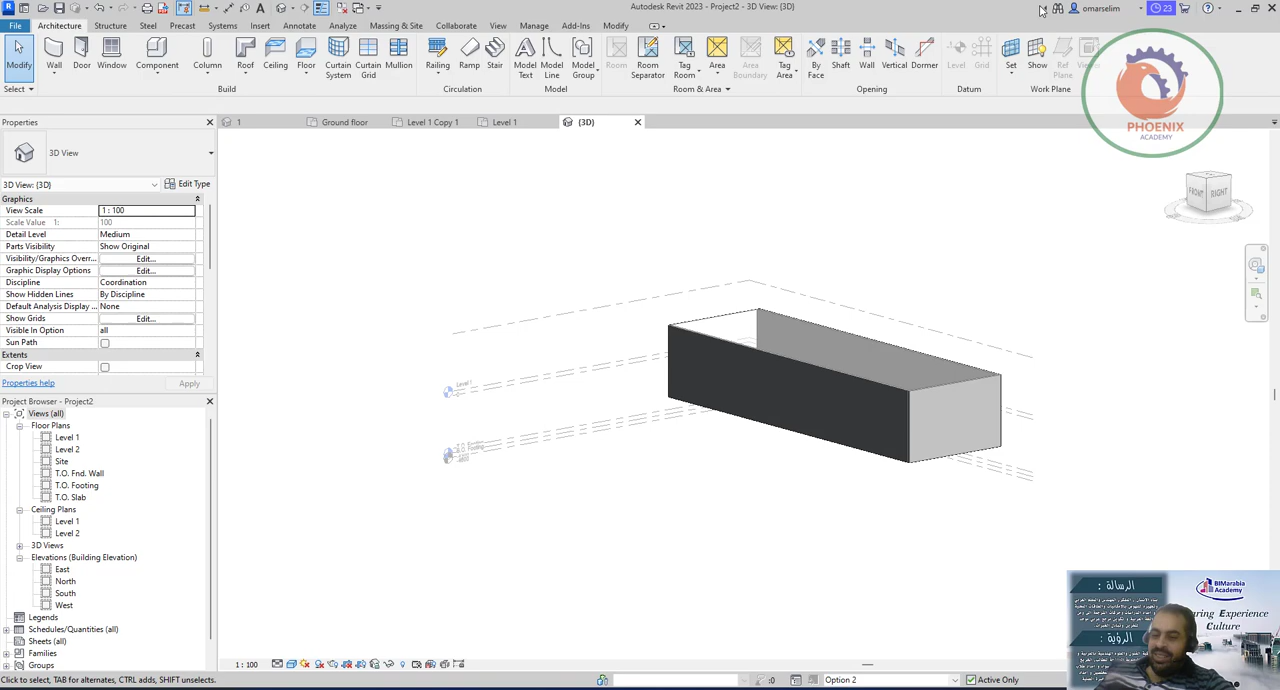 Autodesk Revit 2023 - Project2 - 3D View: {3D}
omarselim
23
File Architecture Structure Steel Precast Systems Insert Annotate Analyze Massing & Site Collaborate View Manage Add-Ins Modify
Modify Wall Door Window Component Column Roof Ceiling Floor Curtain System Curtain Grid Mullion Railing Ramp Stair Model Text Model Line Model Group Room Room Separator Tag Room Area Area Boundary Tag Area By Face Shaft Wall Vertical Dormer Level Grid Set Show Ref Plane
Select Build Circulation Model Room & Area Opening Datum Work Plane
PHOENIX
ACADEMY
Properties
1 Ground floor Level 1 Copy 1 Level 1 {3D}
3D View
3D View: {3D} Edit Type
FRONT RIGHT
Graphics
View Scale 1 : 100
Scale Value 1: 100
Detail Level Medium
Parts Visibility Show Original
Visibility/Graphics Overr... Edit...
Graphic Display Options Edit...
Discipline Coordination
Show Hidden Lines By Discipline
Default Analysis Display ... None
Show Grids Edit...
Visible In Option all
Sun Path
Extents
Crop View
Properties help Apply
Level 1
Project Browser - Project2
Views (all)
Floor Plans
Level 1
Level 2
Site
T.O. Fnd. Wall
T.O. Footing
T.O. Slab
Ceiling Plans
Level 1
Level 2
3D Views
Elevations (Building Elevation)
East
North
South
West
Legends
Schedules/Quantities (all)
Sheets (all)
Families
Groups
الرسالة :
BIMarabia
Academy
Experience
Culture
الرؤية :
1 : 100
Click to select, TAB for alternates, CTRL adds, SHIFT unselects.
:0
Option 2
Active Only